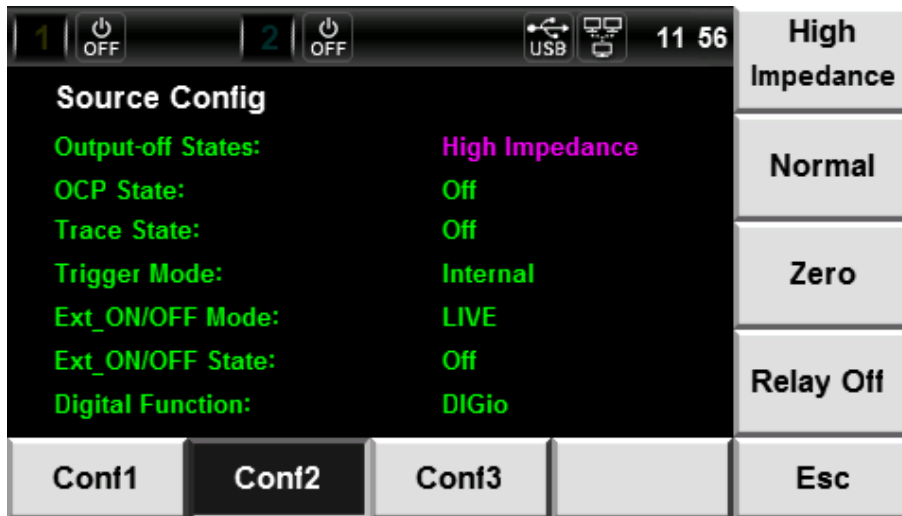 1 OFF 2 OFF USB 11 56
Source Config
Output-off States: High Impedance
OCP State: Off
Trace State: Off
Trigger Mode: Internal
Ext_ON/OFF Mode: LIVE
Ext_ON/OFF State: Off
Digital Function: DIGio
High
Impedance
Normal
Zero
Relay Off
Conf1 Conf2 Conf3 Esc